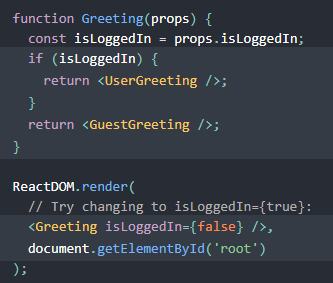 function Greeting(props) {
  const isLoggedIn = props.isLoggedIn;
  if (isLoggedIn) {
    return <UserGreeting />;
  }
  return <GuestGreeting />;
}

ReactDOM.render(
  // Try changing to isLoggedIn={true}:
  <Greeting isLoggedIn={false} />,
  document.getElementById('root')
);